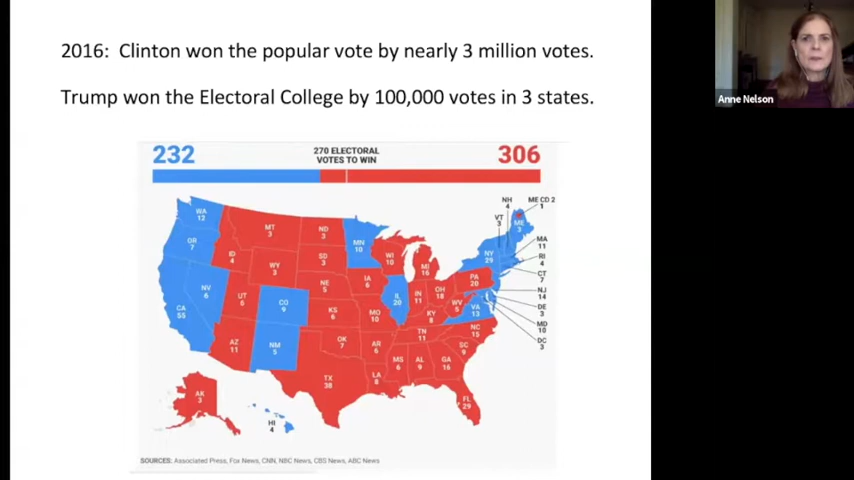 2016: Clinton won the popular vote by nearly 3 million votes.
Trump won the Electoral College by 100,000 votes in 3 states.
Anne Nelson
232
270 ELECTORAL
VOTES TO WIN
306
WA
12
OR
7
CA
55
NV
6
ID
4
MT
3
WY
3
UT
6
AZ
11
CO
9
NM
5
ND
3
SD
3
NE
5
KS
6
OK
7
TX
38
MN
10
IA
6
MO
10
AR
6
LA
8
WI
10
IL
20
MI
16
IN
11
OH
18
KY
8
TN
11
MS
6
AL
9
GA
16
FL
29
SC
9
NC
15
VA
13
WV
5
PA
20
NY
29
VT
3
NH
4
ME CD 2
1
ME
3
MA
11
RI
4
CT
7
NJ
14
DE
3
MD
10
DC
3
AK
3
HI
4
SOURCES: Associated Press, Fox News, CNN, NBC News, CBS News, ABC News